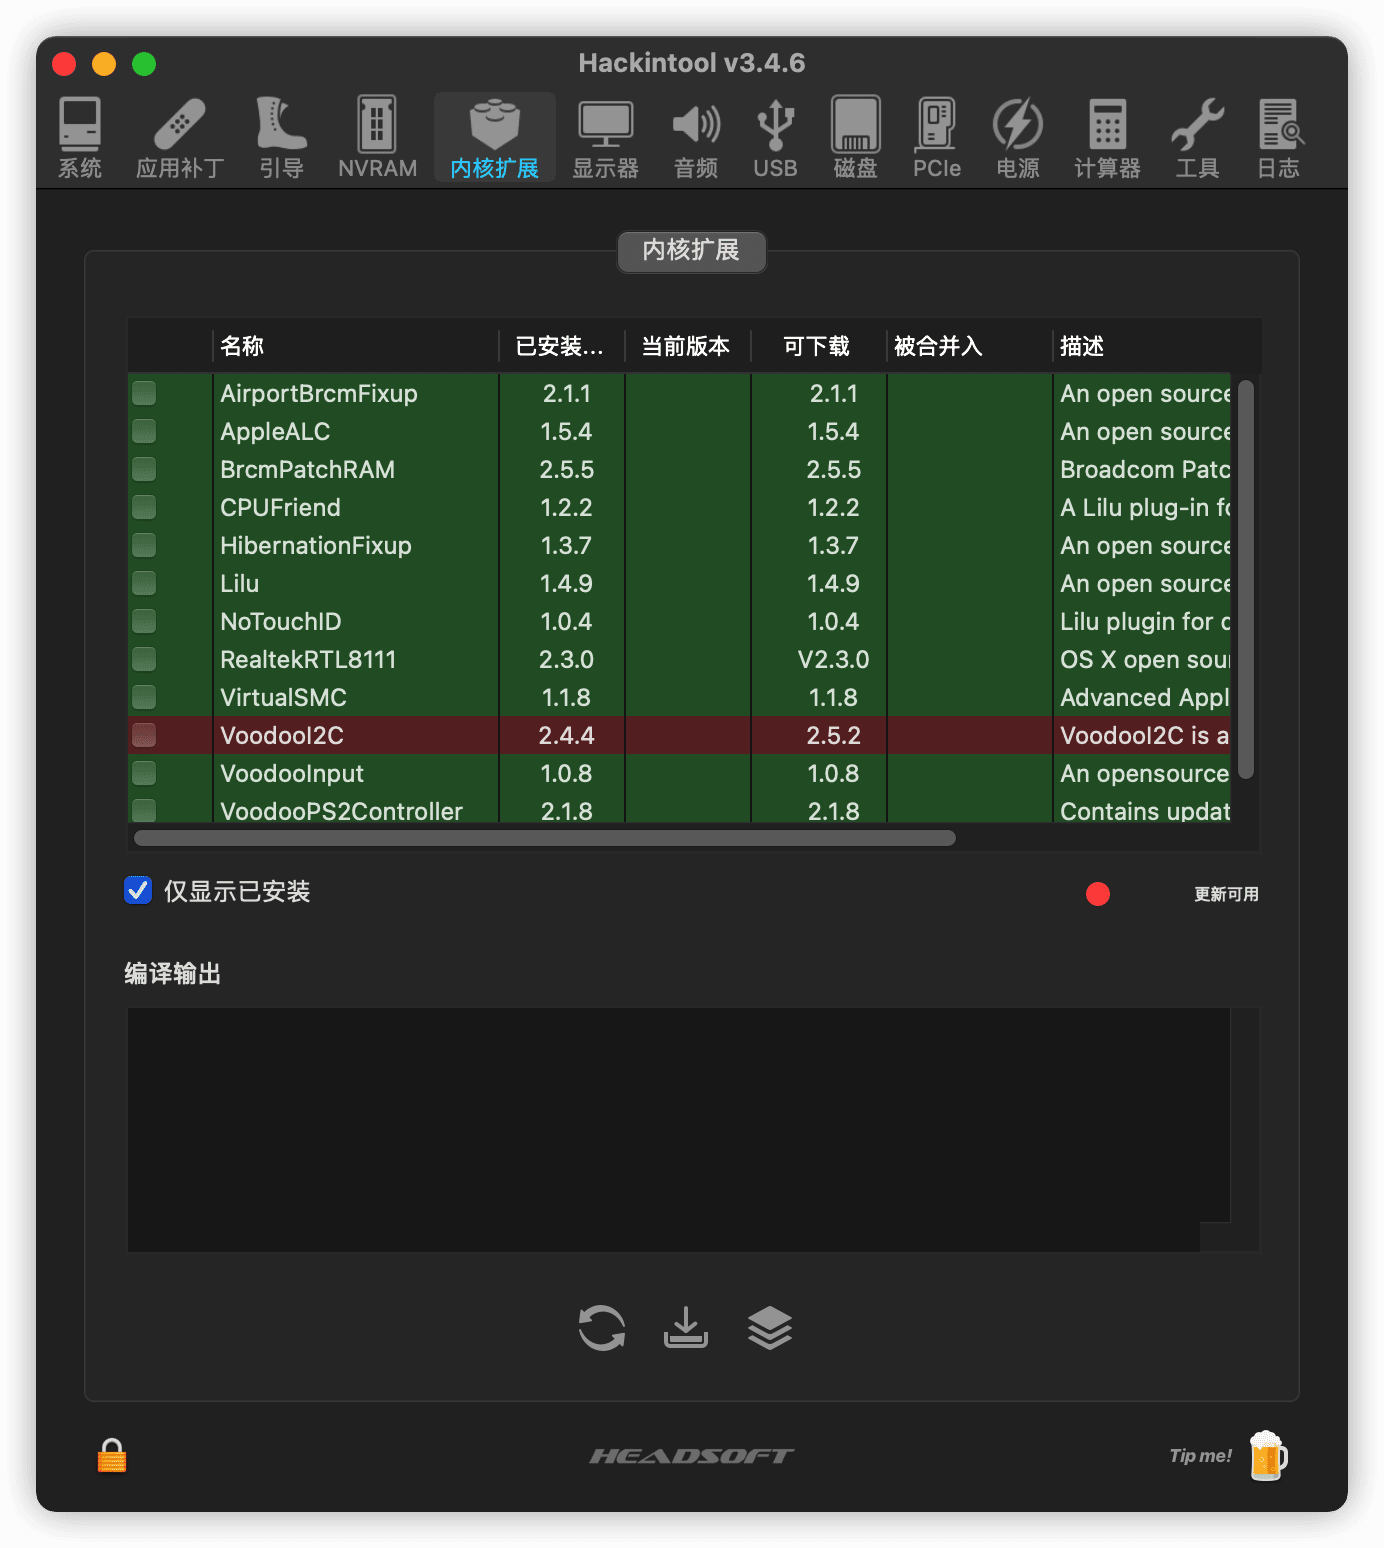 Hackintool v3.4.6
系统 应用补丁 引导 NVRAM 内核扩展 显示器 音频 USB 磁盘 PCIe 电源 计算器 工具 日志
内核扩展
名称 已安装... 当前版本 可下载 被合并入 描述
AirportBrcmFixup 2.1.1 2.1.1 An open source
AppleALC 1.5.4 1.5.4 An open source
BrcmPatchRAM 2.5.5 2.5.5 Broadcom Patc
CPUFriend 1.2.2 1.2.2 A Lilu plug-in fo
HibernationFixup 1.3.7 1.3.7 An open source
Lilu 1.4.9 1.4.9 An open source
NoTouchID 1.0.4 1.0.4 Lilu plugin for d
RealtekRTL8111 2.3.0 V2.3.0 OS X open sour
VirtualSMC 1.1.8 1.1.8 Advanced Appl
VoodooI2C 2.4.4 2.5.2 VoodooI2C is a
VoodooInput 1.0.8 1.0.8 An opensource
VoodooPS2Controller 2.1.8 2.1.8 Contains updat
仅显示已安装 更新可用
编译输出
HEADSOFT Tip me!